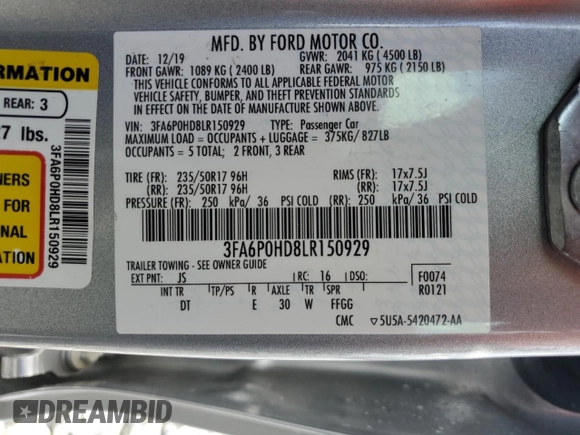 ORMATION
REAR: 3
27 lbs.
NERS
FOR
NAL
ATION
3FA6P0HD8LR150929
MFD. BY FORD MOTOR CO.
DATE: 12/19 GVWR: 2041 KG ( 4500 LB)
FRONT GAWR: 1089 KG ( 2400 LB) REAR GAWR: 975 KG ( 2150 LB)
THIS VEHICLE CONFORMS TO ALL APPLICABLE FEDERAL MOTOR
VEHICLE SAFETY, BUMPER, AND THEFT PREVENTION STANDARDS
IN EFFECT ON THE DATE OF MANUFACTURE SHOWN ABOVE.
VIN: 3FA6P0HD8LR150929 TYPE: Passenger Car
MAXIMUM LOAD = OCCUPANTS + LUGGAGE = 375KG/ 827LB
OCCUPANTS = 5 TOTAL; 2 FRONT, 3 REAR
TIRE (FR): 235/50R17 96H RIMS (FR): 17x7.5J
(RR): 235/50R17 96H (RR): 17x7.5J
PRESSURE (FR): 250 kPa/ 36 PSI COLD (RR): 250 kPa/ 36 PSI COLD
3FA6P0HD8LR150929
TRAILER TOWING - SEE OWNER GUIDE
EXT PNT: JS RC: 16 DSO: F0074
INT TR TP/PS R AXLE TR SPR R0121
DT E 30 W FFGG
CMC ▽5U5A-5420472-AA
DREAMBID